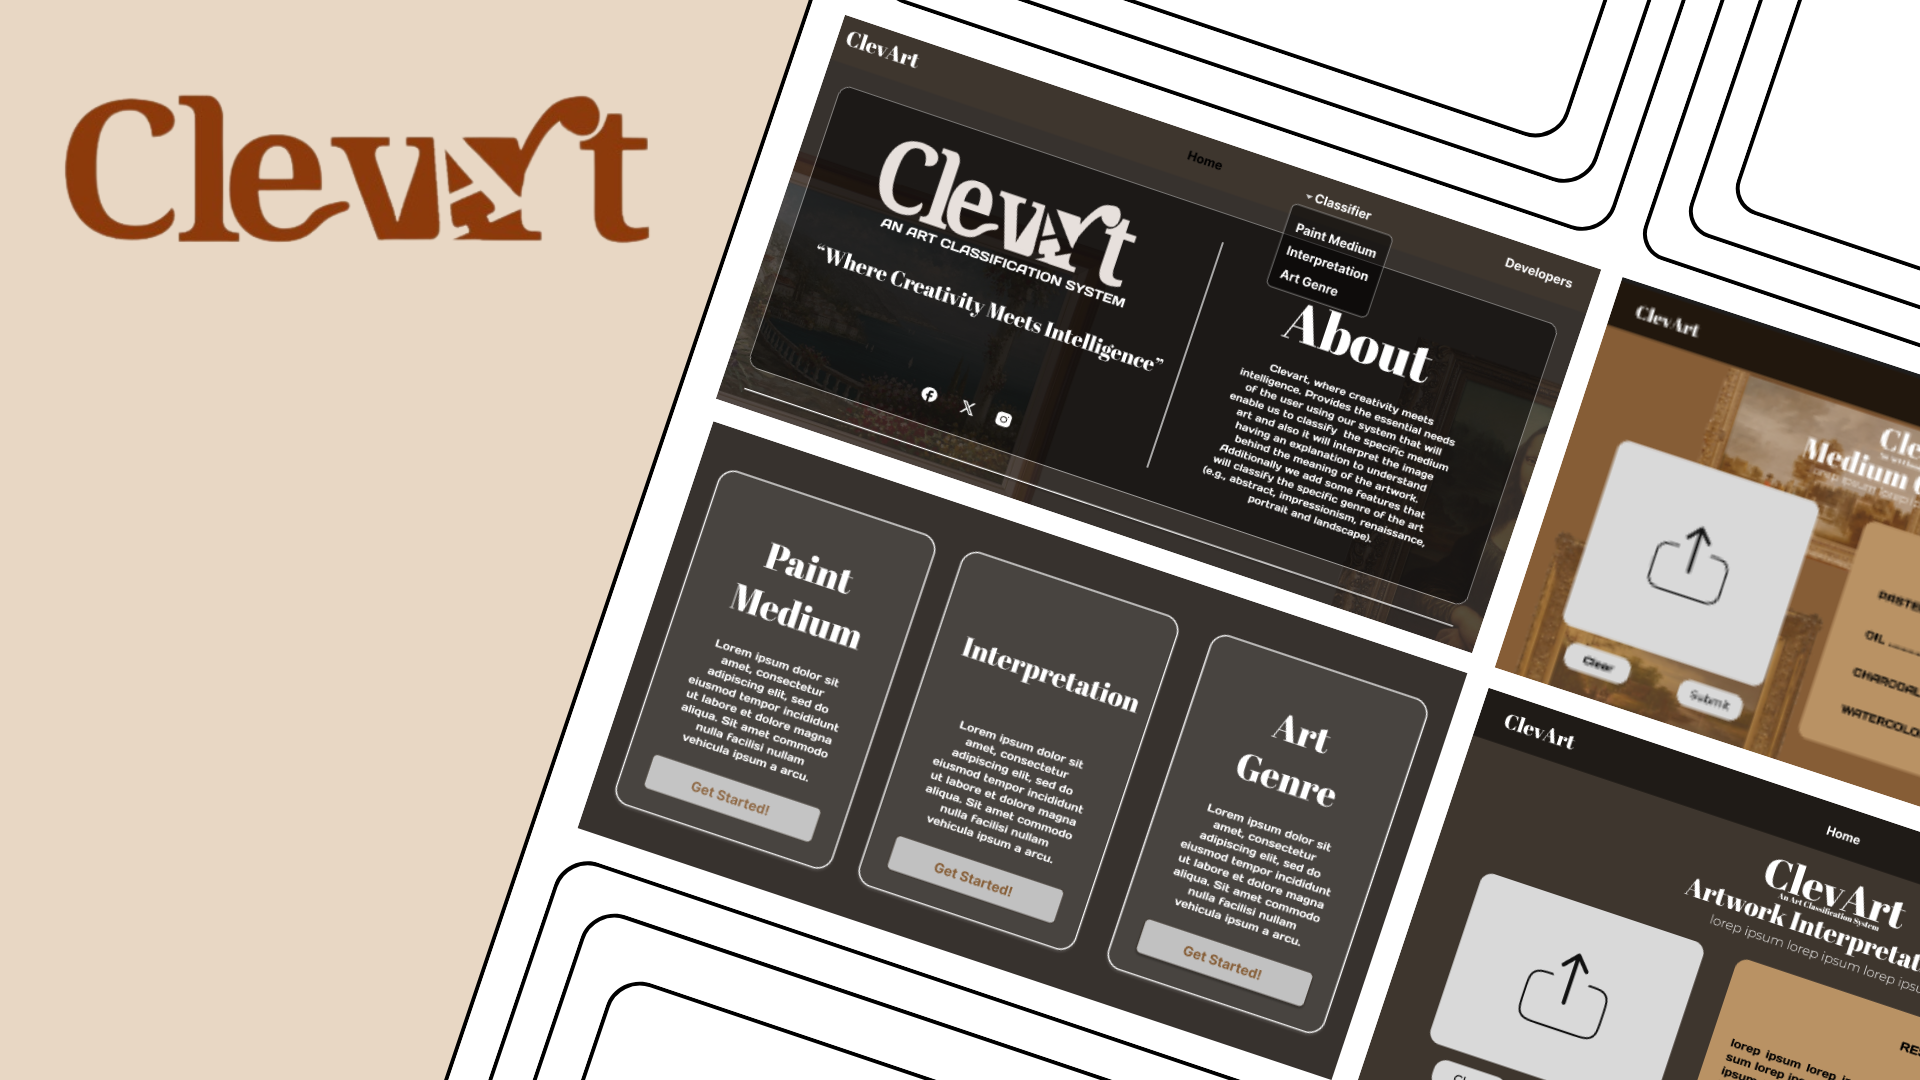 Clevart
ClevArt
Home
Classifier
Paint Medium
Interpretation
Art Genre
Developers
Clevart
AN ART CLASSIFICATION SYSTEM
“Where Creativity Meets Intelligence”
About
Clevart, where creativity meets
intelligence. Provides the essential needs
of the user using our system that will
enable us to classify the specific medium
art and also it will interpret the image
having an explanation to understand
behind the meaning of the artwork.
Additionally we add some features that
will classify the specific genre of the art
(e.g., abstract, impressionism, renaissance,
portrait and landscape).
Paint
Medium
Lorem ipsum dolor sit
amet, consectetur
adipiscing elit, sed do
eiusmod tempor incididunt
ut labore et dolore magna
aliqua. Sit amet commodo
nulla facilisi nullam
vehicula ipsum a arcu.
Get Started!
Interpretation
Lorem ipsum dolor sit
amet, consectetur
adipiscing elit, sed do
eiusmod tempor incididunt
ut labore et dolore magna
aliqua. Sit amet commodo
nulla facilisi nullam
vehicula ipsum a arcu.
Get Started!
Art
Genre
Lorem ipsum dolor sit
amet, consectetur
adipiscing elit, sed do
eiusmod tempor incididunt
ut labore et dolore magna
aliqua. Sit amet commodo
nulla facilisi nullam
vehicula ipsum a arcu.
Get Started!
ClevArt
Cle
Medium C
lorem ipsum lorep
Clear
Submit
PASTE
OIL
CHARCOAL
WATERCOLO
ClevArt
Home
ClevArt
An Art Classification System
Artwork Interpretat
lorep ipsum lorep ipsum lorep ipsu
RES
lorep ipsum lorep ip
sum lorep ips
ipsum